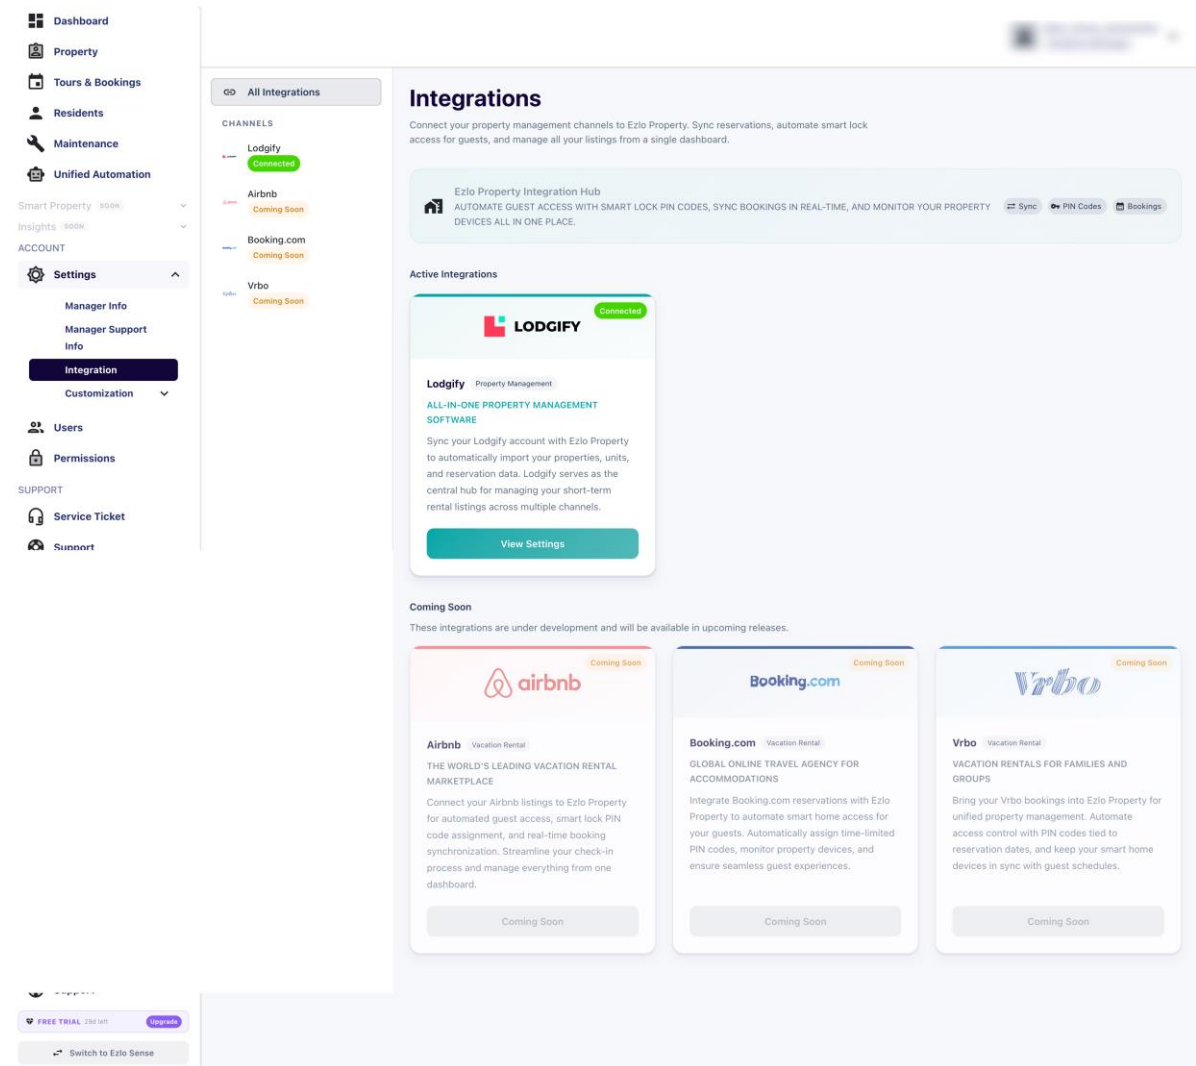 Dashboard
Property
Tours & Bookings
Residents
Maintenance
Unified Automation
Smart Property SOON
Insights SOON
ACCOUNT
Settings
Manager Info
Manager Support
Info
Integration
Customization
Users
Permissions
SUPPORT
Service Ticket
Support
FREE TRIAL 29d left Upgrade
Switch to Ezlo Sense
All Integrations
CHANNELS
Lodgify
Connected
Airbnb
Coming Soon
Booking.com
Coming Soon
Vrbo
Coming Soon
Integrations
Connect your property management channels to Ezlo Property. Sync reservations, automate smart lock
access for guests, and manage all your listings from a single dashboard.
Ezlo Property Integration Hub
AUTOMATE GUEST ACCESS WITH SMART LOCK PIN CODES, SYNC BOOKINGS IN REAL-TIME, AND MONITOR YOUR PROPERTY
DEVICES ALL IN ONE PLACE.
Sync PIN Codes Bookings
Active Integrations
Connected
LODGIFY
Lodgify Property Management
ALL-IN-ONE PROPERTY MANAGEMENT
SOFTWARE
Sync your Lodgify account with Ezlo Property
to automatically import your properties, units,
and reservation data. Lodgify serves as the
central hub for managing your short-term
rental listings across multiple channels.
View Settings
Coming Soon
These integrations are under development and will be available in upcoming releases.
Coming Soon
airbnb
Airbnb Vacation Rental
THE WORLD'S LEADING VACATION RENTAL
MARKETPLACE
Connect your Airbnb listings to Ezlo Property
for automated guest access, smart lock PIN
code assignment, and real-time booking
synchronization. Streamline your check-in
process and manage everything from one
dashboard.
Coming Soon
Coming Soon
Booking.com
Booking.com Vacation Rental
GLOBAL ONLINE TRAVEL AGENCY FOR
ACCOMMODATIONS
Integrate Booking.com reservations with Ezlo
Property to automate smart home access for
your guests. Automatically assign time-limited
PIN codes, monitor property devices, and
ensure seamless guest experiences.
Coming Soon
Coming Soon
Vrbo
Vrbo Vacation Rental
VACATION RENTALS FOR FAMILIES AND
GROUPS
Bring your Vrbo bookings into Ezlo Property for
unified property management. Automate
access control with PIN codes tied to
reservation dates, and keep your smart home
devices in sync with guest schedules.
Coming Soon